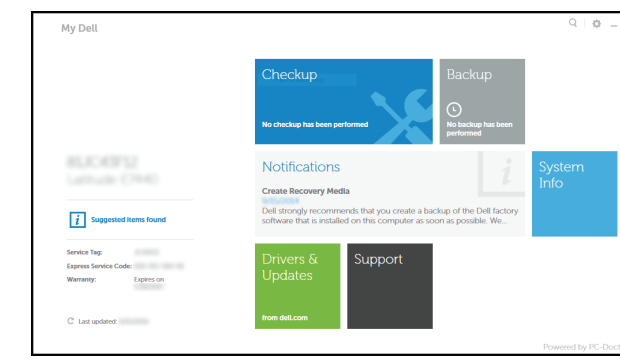 My Dell
Checkup
No checkup has been performed
Backup
No backup has been
performed
Notifications
Create Recovery Media
Dell strongly recommends that you create a backup of the Dell factory
software that is installed on this computer as soon as possible. We...
System
Info
Suggested items found
Service Tag:
Express Service Code:
Warranty: Expires on
Last updated:
Drivers &
Updates
from dell.com
Support
Powered by PC-Doct